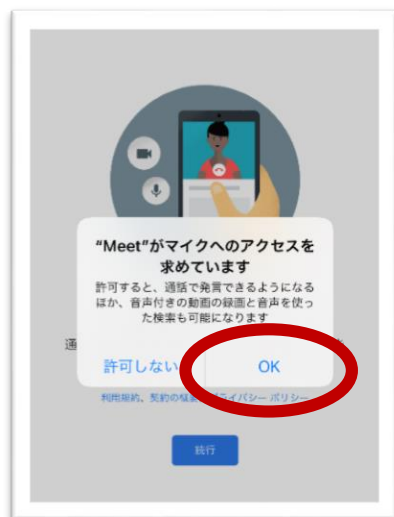 “Meet”がマイクへのアクセスを
求めています
許可すると、通話で発言できるようになる
ほか、音声付きの動画の録画と音声を使っ
た検索も可能になります
通
許可しない
OK
利用規約、契約の概要
プライバシー ポリシー
続行